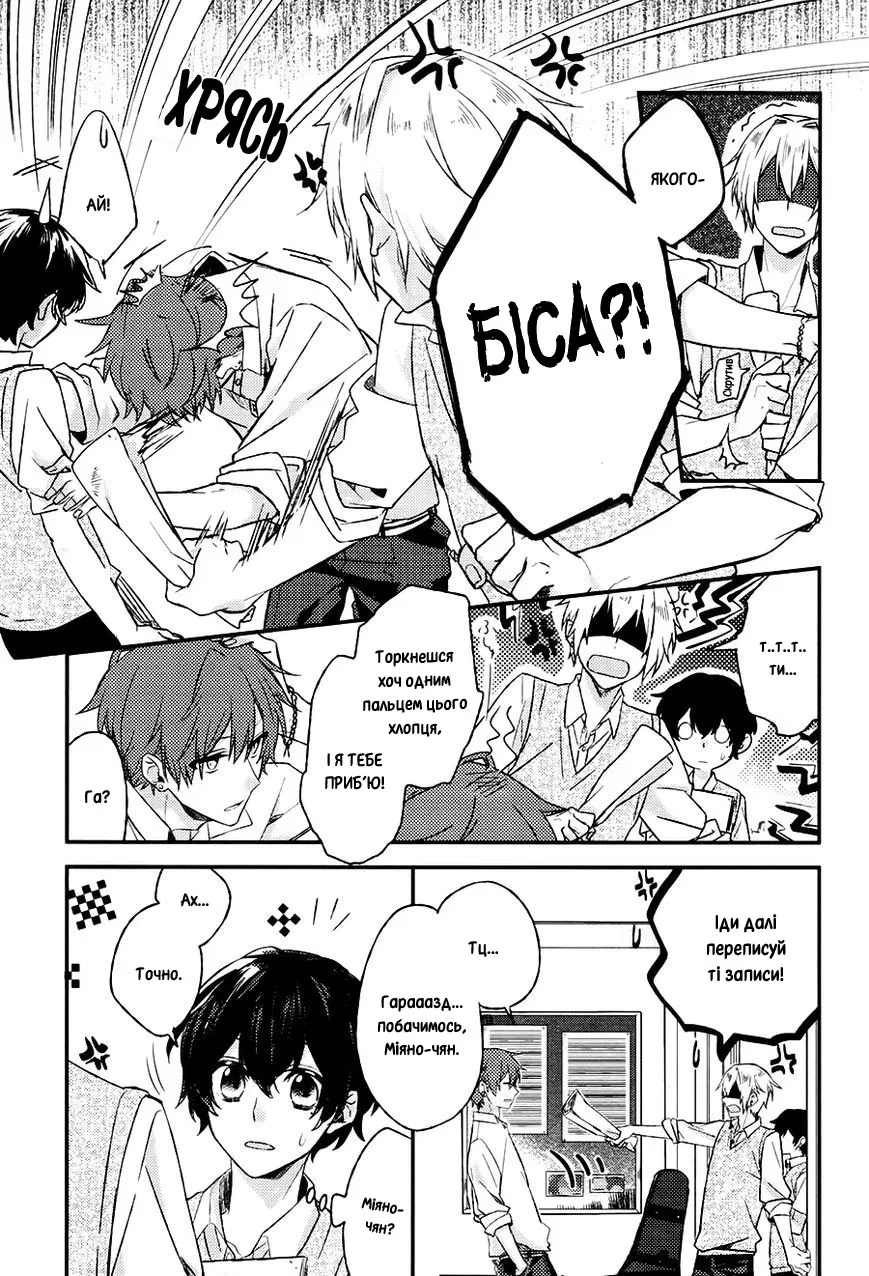 ЯКОГО-
Скрутив
БІСА?!
ХРЯСЬ
АЙ!
Т..Т..Т.
ТИ...
Торкнешся
хоч одним
пальцем цього
хлопця,
І Я ТЕБЕ
ПРИБ'Ю!
Га?
Іди далі
переписуй
ті записи!
Тц...
Гараааазд...
побачимось,
Міяно-чян.
Ах...
Точно.
Міяно-
чян?